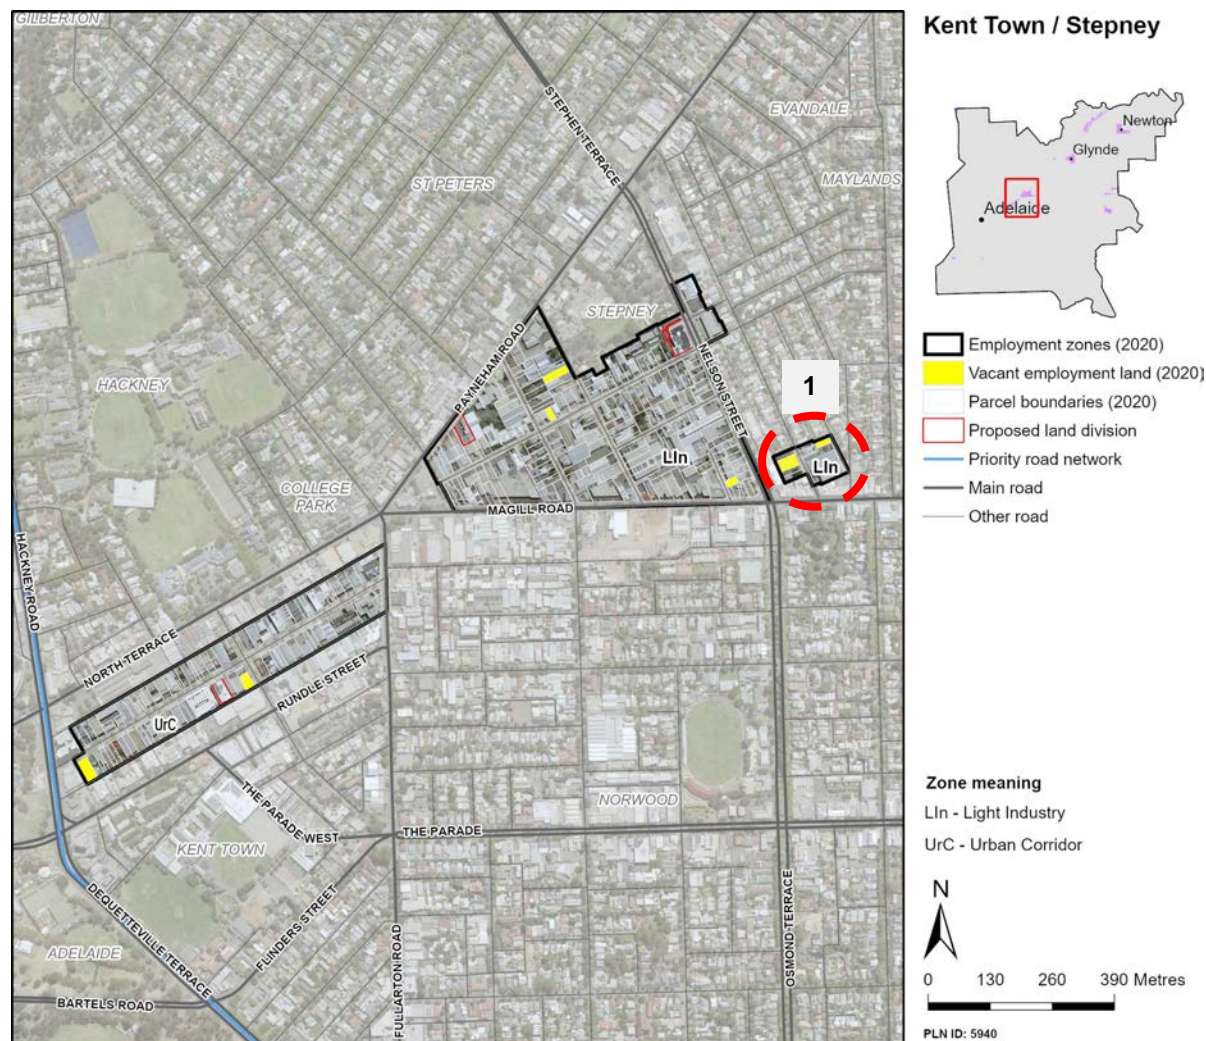 GILBERTON
STEPHEN TERRACE
EVANDALE
ST PETERS
MAYLANDS
STEPNEY
PAYNEHAM ROAD
NELSON STREET
HACKNEY
1
LIn
LIn
COLLEGE
PARK
MAGILL ROAD
HACKNEY ROAD
NORTH TERRACE
RUNDLE STREET
UrC
NORWOOD
THE PARADE WEST
THE PARADE
KENT TOWN
DEQUETTEVILLE TERRACE
FLINDERS STREET
ADELAIDE
BARTELS ROAD
FULLARTON ROAD
OSMOND TERRACE
Kent Town / Stepney
Newton
Glynde
Adelaide
Employment zones (2020)
Vacant employment land (2020)
Parcel boundaries (2020)
Proposed land division
Priority road network
Main road
Other road
Zone meaning
LIn - Light Industry
UrC - Urban Corridor
N
0 130 260 390 Metres
PLN ID: 5940